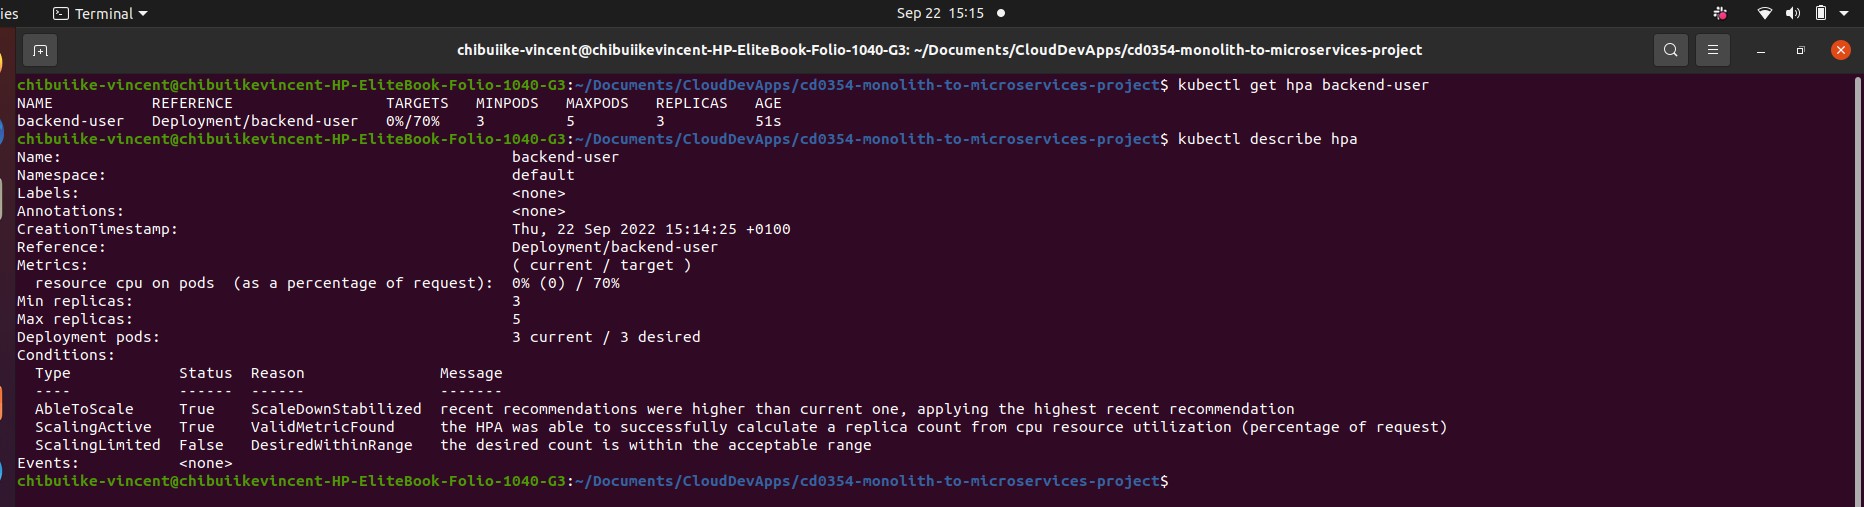 ies Terminal Sep 22 15:15
chibuiike-vincent@chibuiikevincent-HP-EliteBook-Folio-1040-G3: ~/Documents/CloudDevApps/cd0354-monolith-to-microservices-project
chibuiike-vincent@chibuiikevincent-HP-EliteBook-Folio-1040-G3:~/Documents/CloudDevApps/cd0354-monolith-to-microservices-project$ kubectl get hpa backend-user
NAME REFERENCE TARGETS MINPODS MAXPODS REPLICAS AGE
backend-user Deployment/backend-user 0%/70% 3 5 3 51s
chibuiike-vincent@chibuiikevincent-HP-EliteBook-Folio-1040-G3:~/Documents/CloudDevApps/cd0354-monolith-to-microservices-project$ kubectl describe hpa
Name: backend-user
Namespace: default
Labels: <none>
Annotations: <none>
CreationTimestamp: Thu, 22 Sep 2022 15:14:25 +0100
Reference: Deployment/backend-user
Metrics: ( current / target )
resource cpu on pods (as a percentage of request): 0% (0) / 70%
Min replicas: 3
Max replicas: 5
Deployment pods: 3 current / 3 desired
Conditions:
Type Status Reason Message
---- ------ ------ -------
AbleToScale True ScaleDownStabilized recent recommendations were higher than current one, applying the highest recent recommendation
ScalingActive True ValidMetricFound the HPA was able to successfully calculate a replica count from cpu resource utilization (percentage of request)
ScalingLimited False DesiredWithinRange the desired count is within the acceptable range
Events: <none>
chibuiike-vincent@chibuiikevincent-HP-EliteBook-Folio-1040-G3:~/Documents/CloudDevApps/cd0354-monolith-to-microservices-project$